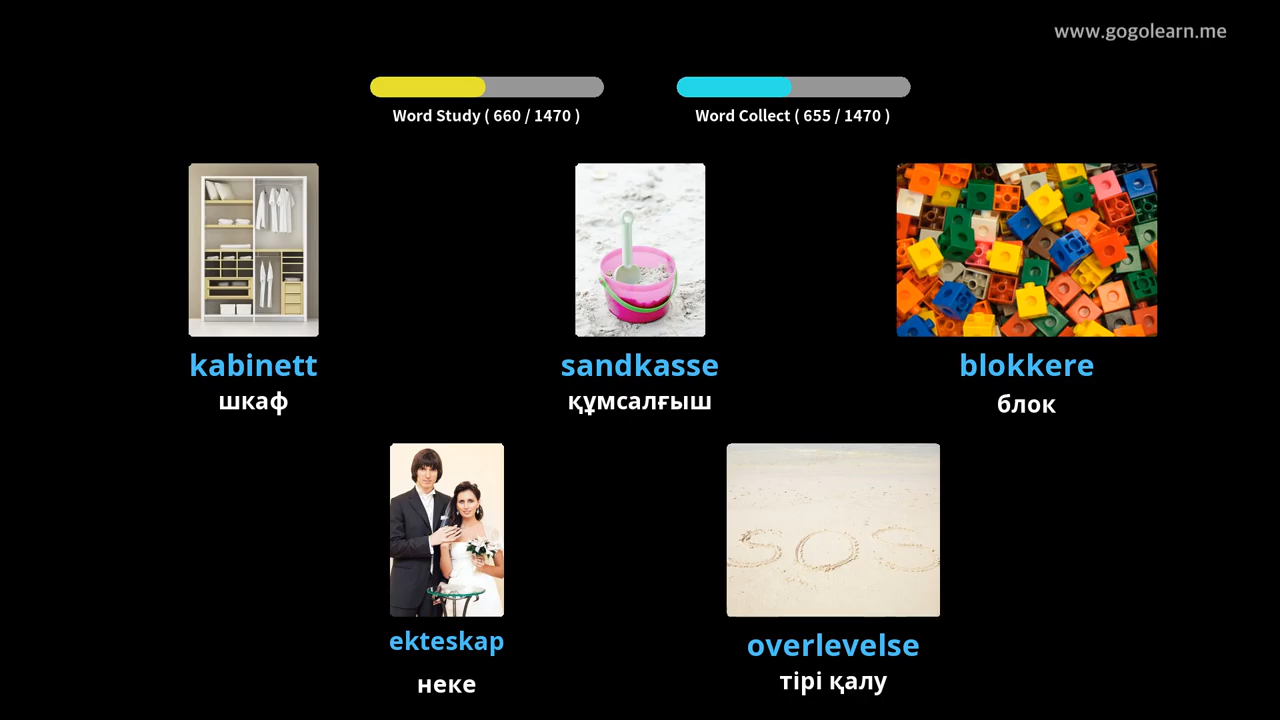 www.gogolearn.me
Word Study ( 660 / 1470 )
Word Collect ( 655 / 1470 )
kabinett
шкаф
sandkasse
құмсалғыш
blokkere
блок
ekteskap
неке
SOS
overlevelse
тірі қалу